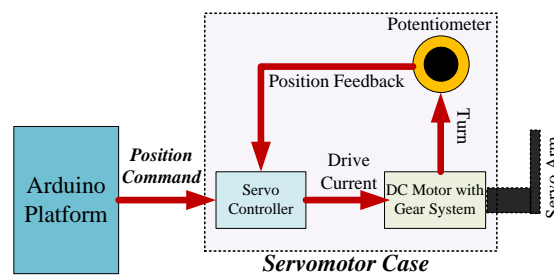 Potentiometer
Position Feedback
Turn
Servo Arm
Arduino
Platform
Position
Command
Servo
Controller
Drive
Current
DC Motor with
Gear System
Servomotor Case